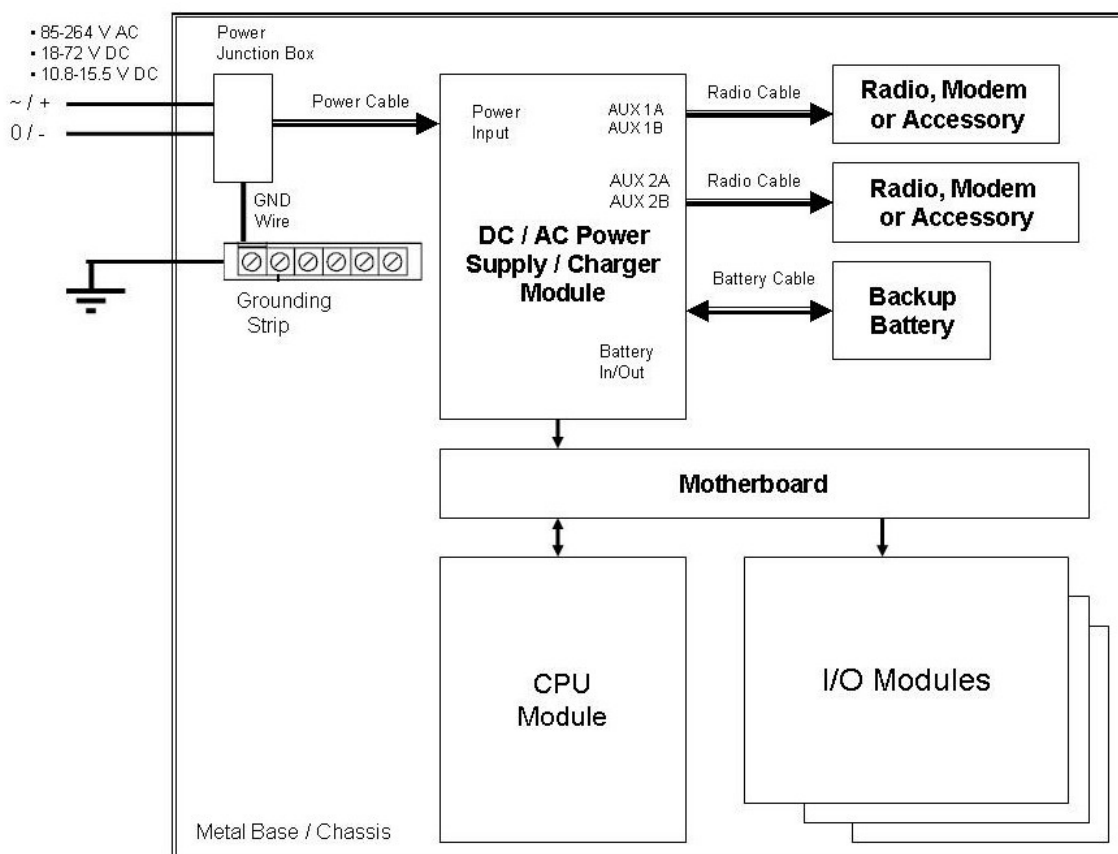 ▪ 85-264 V AC
▪ 18-72 V DC
▪ 10.8-15.5 V DC
~ / +
0 / -
Power
Junction Box
Power Cable
GND
Wire
Grounding
Strip
Power
Input
AUX 1A
AUX 1B
AUX 2A
AUX 2B
DC / AC Power
Supply / Charger
Module
Battery
In/Out
Radio Cable
Radio, Modem
or Accessory
Radio Cable
Radio, Modem
or Accessory
Battery Cable
Backup
Battery
Motherboard
CPU
Module
I/O Modules
Metal Base / Chassis